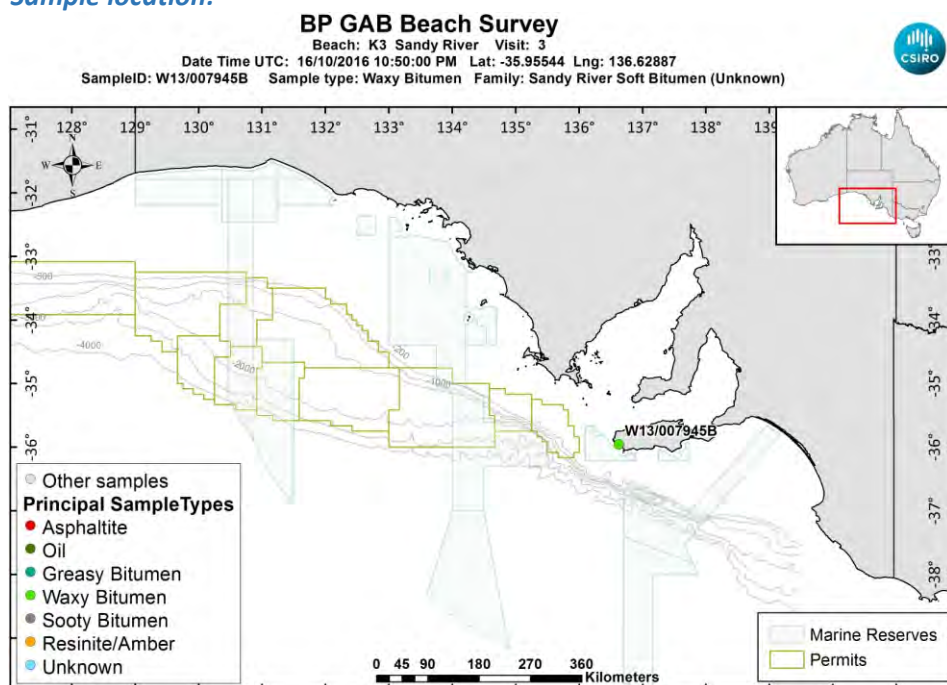 Sample location:
BP GAB Beach Survey
Beach: K3 Sandy River Visit: 3
Date Time UTC: 16/10/2016 10:50:00 PM Lat: -35.95544 Lng: 136.62887
SampleID: W13/007945B Sample type: Waxy Bitumen Family: Sandy River Soft Bitumen (Unknown)
CSIRO
128° 129° 130° 131° 132° 133° 134° 135° 136° 137° 138° 139
-31°
-32°
-33°
-34°
-35°
-36°
-33°
-34°
-35°
-36°
-37°
-38°
N
W E
S
-4000
-2000
-200
-1000
W13/007945B
Other samples
Principal SampleTypes
Asphaltite
Oil
Greasy Bitumen
Waxy Bitumen
Sooty Bitumen
Resinite/Amber
Unknown
0 45 90 180 270 360
Kilometers
Marine Reserves
Permits